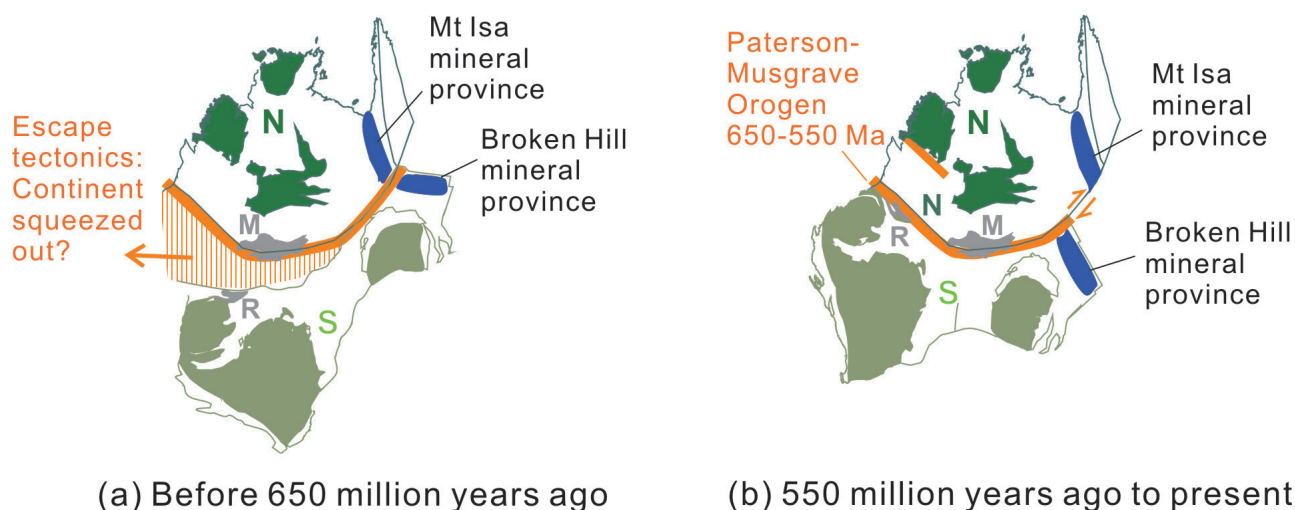 Mt Isa
mineral
province
Broken Hill
mineral
province
Escape
tectonics:
Continent
squeezed
out?
N
M
R
S
(a) Before 650 million years ago
Paterson-
Musgrave
Orogen
650-550 Ma
Mt Isa
mineral
province
Broken Hill
mineral
province
N
N
M
R
S
(b) 550 million years ago to present